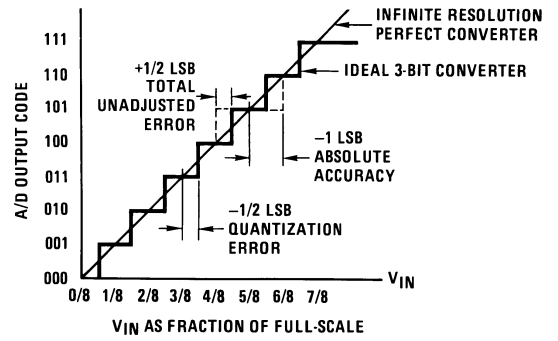 INFINITE RESOLUTION
PERFECT CONVERTER
IDEAL 3-BIT CONVERTER
+1/2 LSB
TOTAL
UNADJUSTED
ERROR
−1 LSB
ABSOLUTE
ACCURACY
−1/2 LSB
QUANTIZATION
ERROR
A/D OUTPUT CODE
111
110
101
100
011
010
001
000
0/8 1/8 2/8 3/8 4/8 5/8 6/8 7/8
VIN
VIN AS FRACTION OF FULL-SCALE